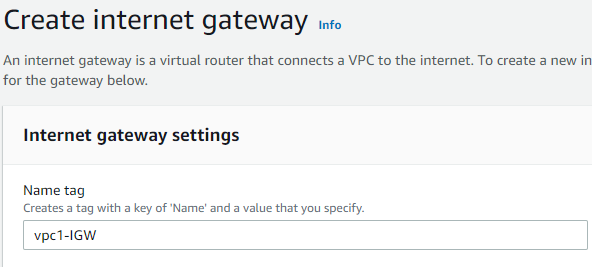 Create internet gateway Info
An internet gateway is a virtual router that connects a VPC to the internet. To create a new in
for the gateway below.
Internet gateway settings
Name tag
Creates a tag with a key of 'Name' and a value that you specify.
vpc1-IGW